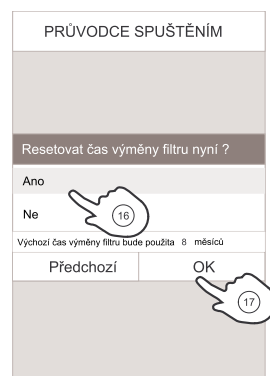 PRŮVODCE SPUŠTĚNÍM
Resetovat čas výměny filtru nyní ?
Ano
Ne
16
Výchozí čas výměny filtru bude použita 8 měsíců
Předchozí OK
17